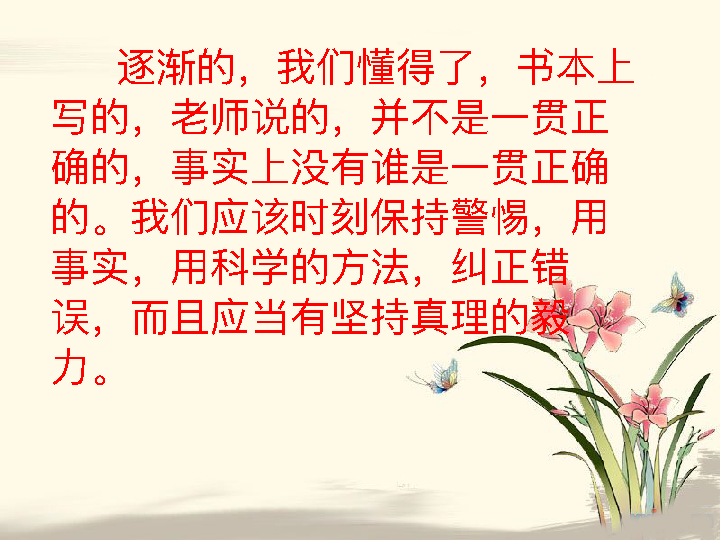 逐渐的，我们懂得了，书本上
写的，老师说的，并不是一贯正
确的，事实上没有谁是一贯正确
的。我们应该时刻保持警惕，用
事实，用科学的方法，纠正错
误，而且应当有坚持真理的毅
力。